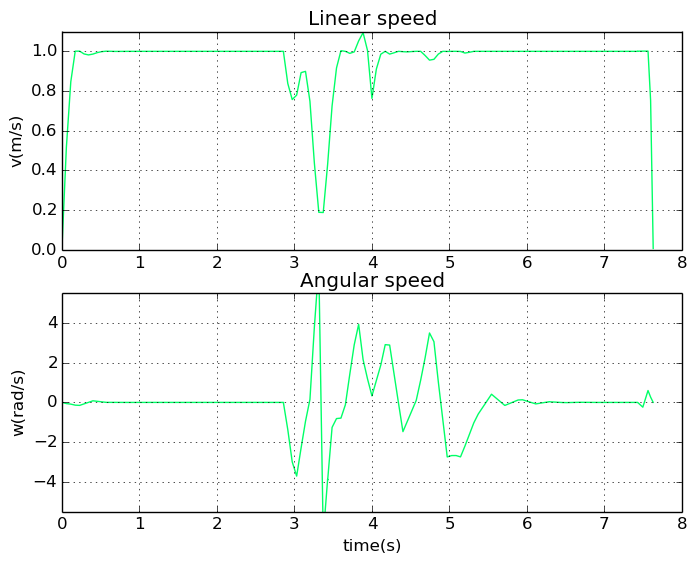 Linear speed
1.0
0.8
0.6
0.4
0.2
0.0
v(m/s)
0 1 2 3 4 5 6 7 8
Angular speed
4
2
0
−2
−4
w(rad/s)
0 1 2 3 4 5 6 7 8
time(s)